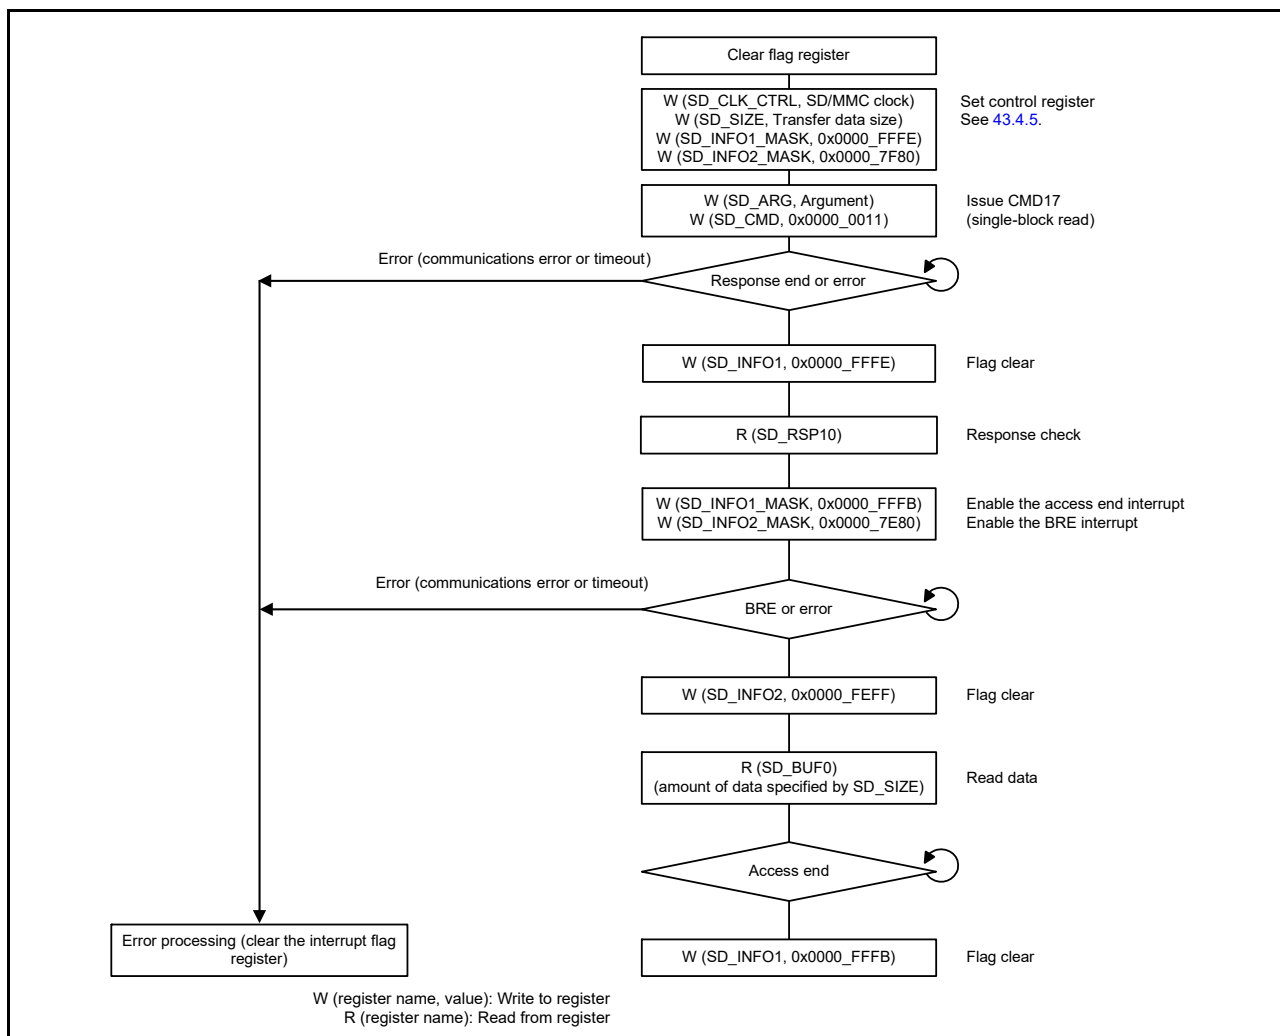 Clear flag register
W (SD_CLK_CTRL, SD/MMC clock)
W (SD_SIZE, Transfer data size)
W (SD_INFO1_MASK, 0x0000_FFFE)
W (SD_INFO2_MASK, 0x0000_7F80)
Set control register
See 43.4.5.
W (SD_ARG, Argument)
W (SD_CMD, 0x0000_0011)
Issue CMD17
(single-block read)
Error (communications error or timeout)
Response end or error
W (SD_INFO1, 0x0000_FFFE)
Flag clear
R (SD_RSP10)
Response check
W (SD_INFO1_MASK, 0x0000_FFFB)
W (SD_INFO2_MASK, 0x0000_7E80)
Enable the access end interrupt
Enable the BRE interrupt
Error (communications error or timeout)
BRE or error
W (SD_INFO2, 0x0000_FEFF)
Flag clear
R (SD_BUF0)
(amount of data specified by SD_SIZE)
Read data
Access end
Error processing (clear the interrupt flag
register)
W (SD_INFO1, 0x0000_FFFB)
Flag clear
W (register name, value): Write to register
R (register name): Read from register